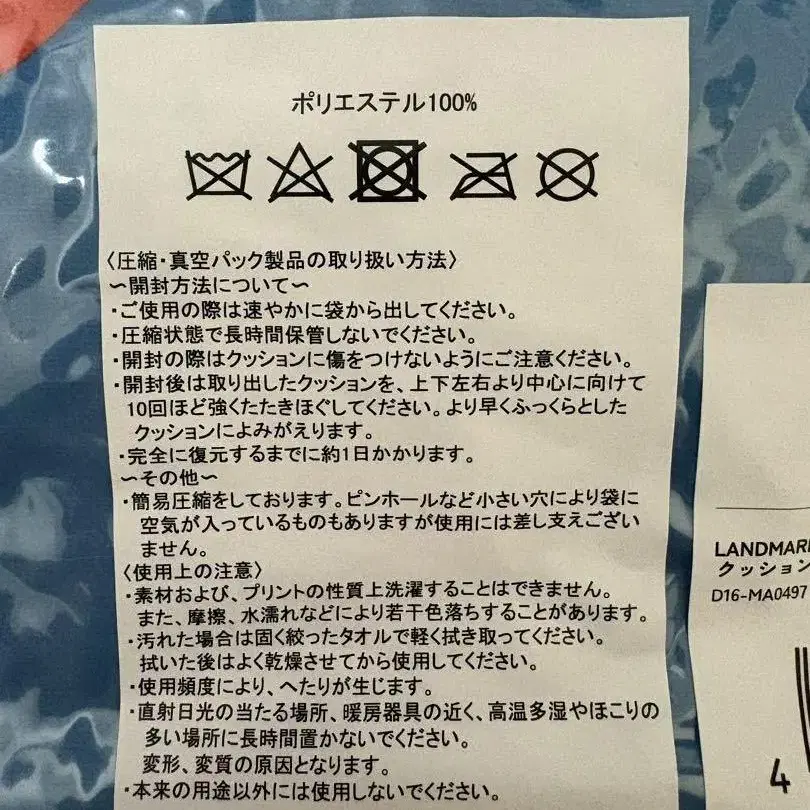 ポリエステル100%
〈圧縮・真空パック製品の取り扱い方法〉
〜開封方法について〜
・ご使用の際は速やかに袋から出してください。
・圧縮状態で長時間保管しないでください。
・開封の際はクッションに傷をつけないようにご注意ください。
・開封後は取り出したクッションを、上下左右より中心に向けて
10回ほど強くたたきほぐしてください。より早くふっくらとした
クッションによみがえります。
・完全に復元するまでに約1日かかります。
〜その他〜
・簡易圧縮をしております。ピンホールなど小さい穴により袋に
空気が入っているものもありますが使用には差し支えござい
ません。
〈使用上の注意〉
・素材および、プリントの性質上洗濯することはできません。
また、摩擦、水濡れなどにより若干色落ちすることがあります。
・汚れた場合は固く絞ったタオルで軽く拭き取ってください。
拭いた後はよく乾燥させてから使用してください。
・使用頻度により、へたりが生じます。
・直射日光の当たる場所、暖房器具の近く、高温多湿やほこりの
多い場所に長時間置かないでください。
変形、変質の原因となります。
・本来の用途以外には使用しないでください。
LANDMAR
クッション
D16-MA0497
4